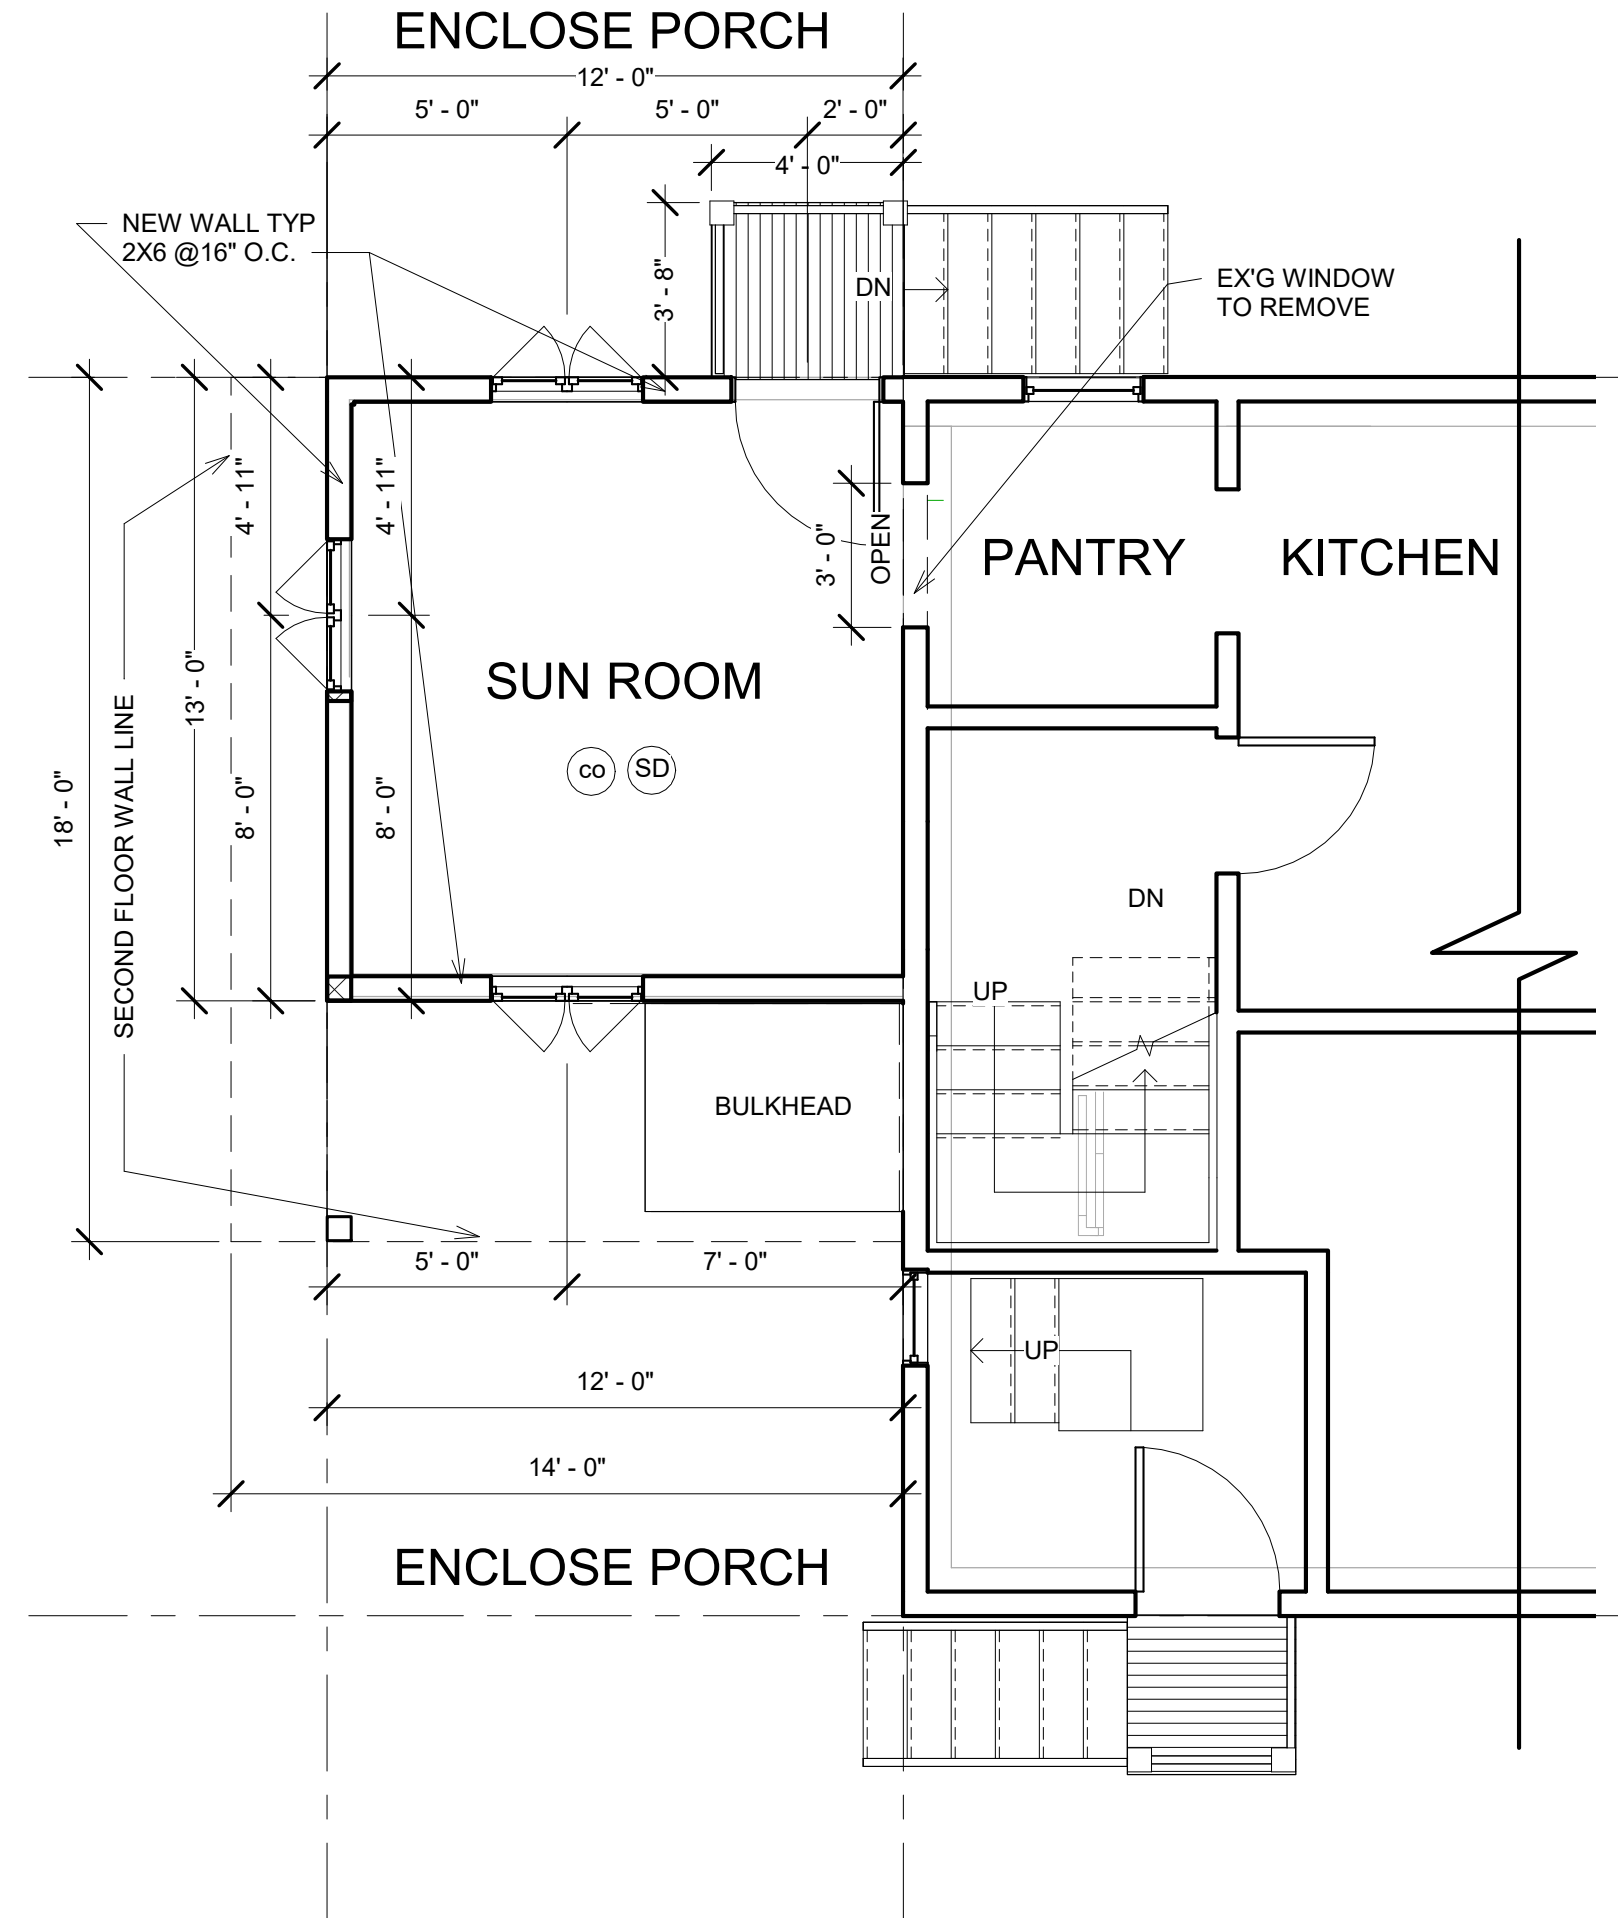 ENCLOSE PORCH
12' - 0"
5' - 0"
5' - 0"
2' - 0"
4' - 0"
NEW WALL TYP
2X6 @16" O.C.
3' - 8"
DN
EX'G WINDOW
TO REMOVE
4' - 11"
4' - 11"
3' - 0"
OPEN
PANTRY
KITCHEN
13' - 0"
SUN ROOM
co
SD
18' - 0"
SECOND FLOOR WALL LINE
8' - 0"
8' - 0"
DN
UP
BULKHEAD
5' - 0"
7' - 0"
UP
12' - 0"
14' - 0"
ENCLOSE PORCH